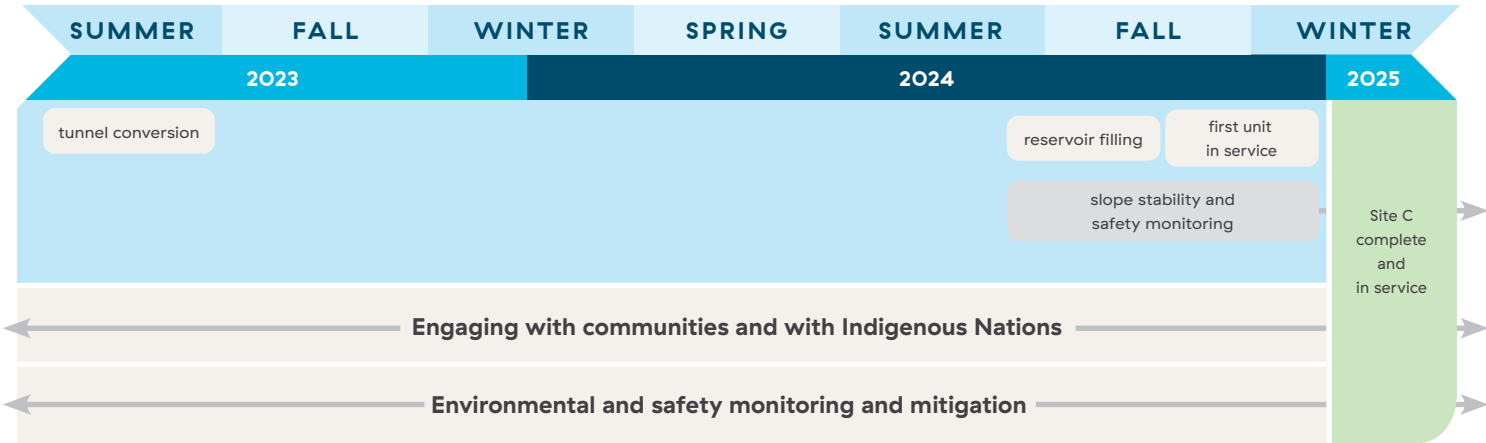 SUMMER FALL WINTER SPRING SUMMER FALL WINTER
2023 2024 2025
tunnel conversion
reservoir filling
first unit
in service
slope stability and
safety monitoring
Site C
complete
and
in service
Engaging with communities and with Indigenous Nations
Environmental and safety monitoring and mitigation